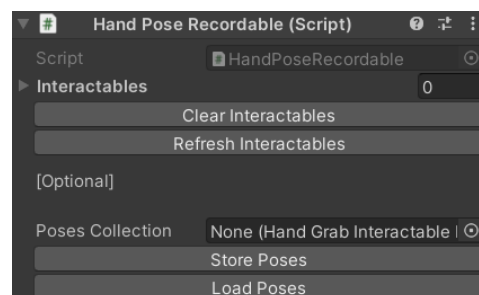 # Hand Pose Recordable (Script)
Script # HandPoseRecordable
Interactables 0
Clear Interactables
Refresh Interactables
[Optional]
Poses Collection None (Hand Grab Interactable
Store Poses
Load Poses